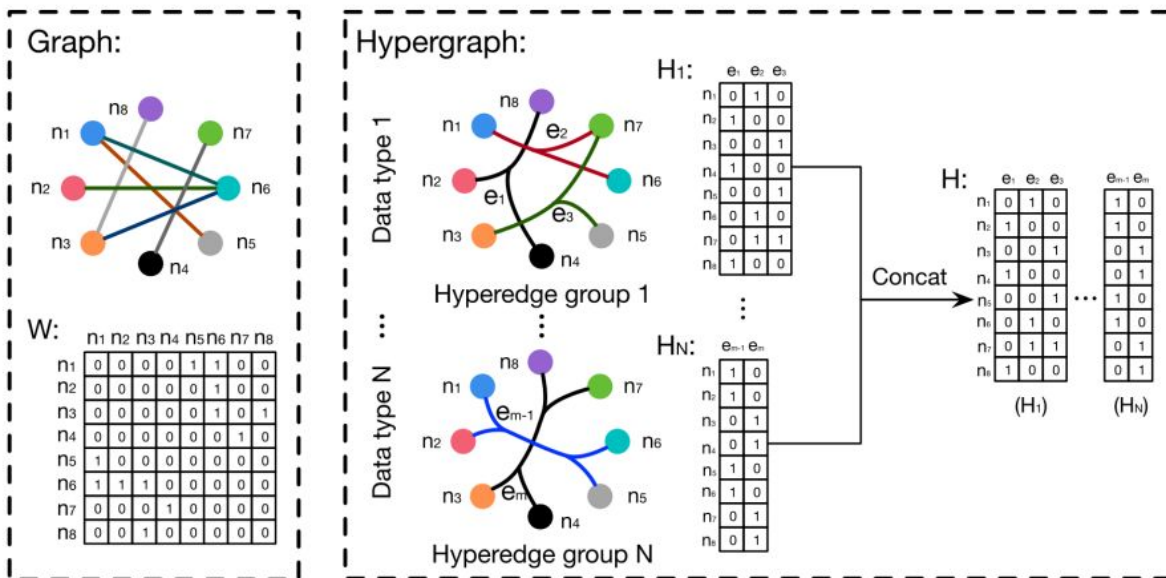 Graph:
n₈
n₁ n₇
n₂ n₆
n₃ n₅
n₄
W:
n₁ n₂ n₃ n₄ n₅ n₆ n₇ n₈
n₁ 0 0 0 0 1 1 0 0
n₂ 0 0 0 0 0 1 0 0
n₃ 0 0 0 0 0 1 0 1
n₄ 0 0 0 0 0 0 1 0
n₅ 1 0 0 0 0 0 0 0
n₆ 1 1 1 0 0 0 0 0
n₇ 0 0 0 1 0 0 0 0
n₈ 0 0 1 0 0 0 0 0
Hypergraph:
Data type 1
n₈
n₁ e₂ n₇
n₂ n₆
e₁
e₃
n₃ n₅
n₄
Hyperedge group 1
...
Data type N
n₈
n₁ n₇
eₘ₋₁
n₂ n₆
n₃ eₘ n₅
n₄
Hyperedge group N
H₁:
e₁ e₂ e₃
n₁ 0 1 0
n₂ 1 0 0
n₃ 0 0 1
n₄ 1 0 0
n₅ 0 0 1
n₆ 0 1 0
n₇ 0 1 1
n₈ 1 0 0
...
H_N:
eₘ₋₁ eₘ
n₁ 1 0
n₂ 1 0
n₃ 0 1
n₄ 0 1
n₅ 1 0
n₆ 1 0
n₇ 0 1
n₈ 0 1
Concat
H:
e₁ e₂ e₃ eₘ₋₁ eₘ
n₁ 0 1 0 1 0
n₂ 1 0 0 1 0
n₃ 0 0 1 0 1
n₄ 1 0 0 0 1
n₅ 0 0 1 ... 1 0
n₆ 0 1 0 1 0
n₇ 0 1 1 0 1
n₈ 1 0 0 0 1
(H₁) (H_N)